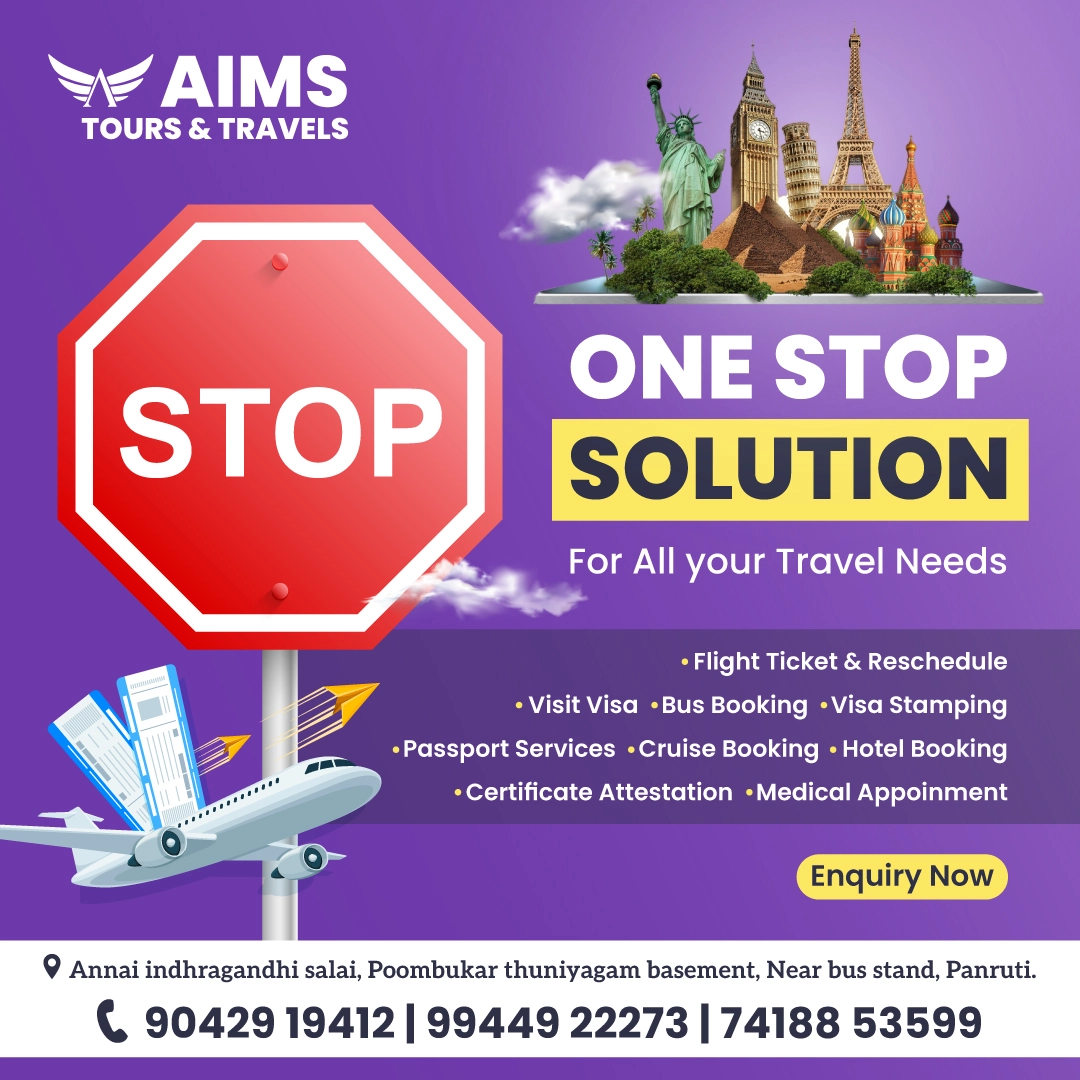 AIMS
TOURS & TRAVELS
STOP
ONE STOP
SOLUTION
For All your Travel Needs
•Flight Ticket & Reschedule
•Visit Visa •Bus Booking •Visa Stamping
•Passport Services •Cruise Booking •Hotel Booking
•Certificate Attestation •Medical Appoinment
Enquiry Now
Annai indhragandhi salai, Poombukar thuniyagam basement, Near bus stand, Panruti.
90429 19412 | 99449 22273 | 74188 53599